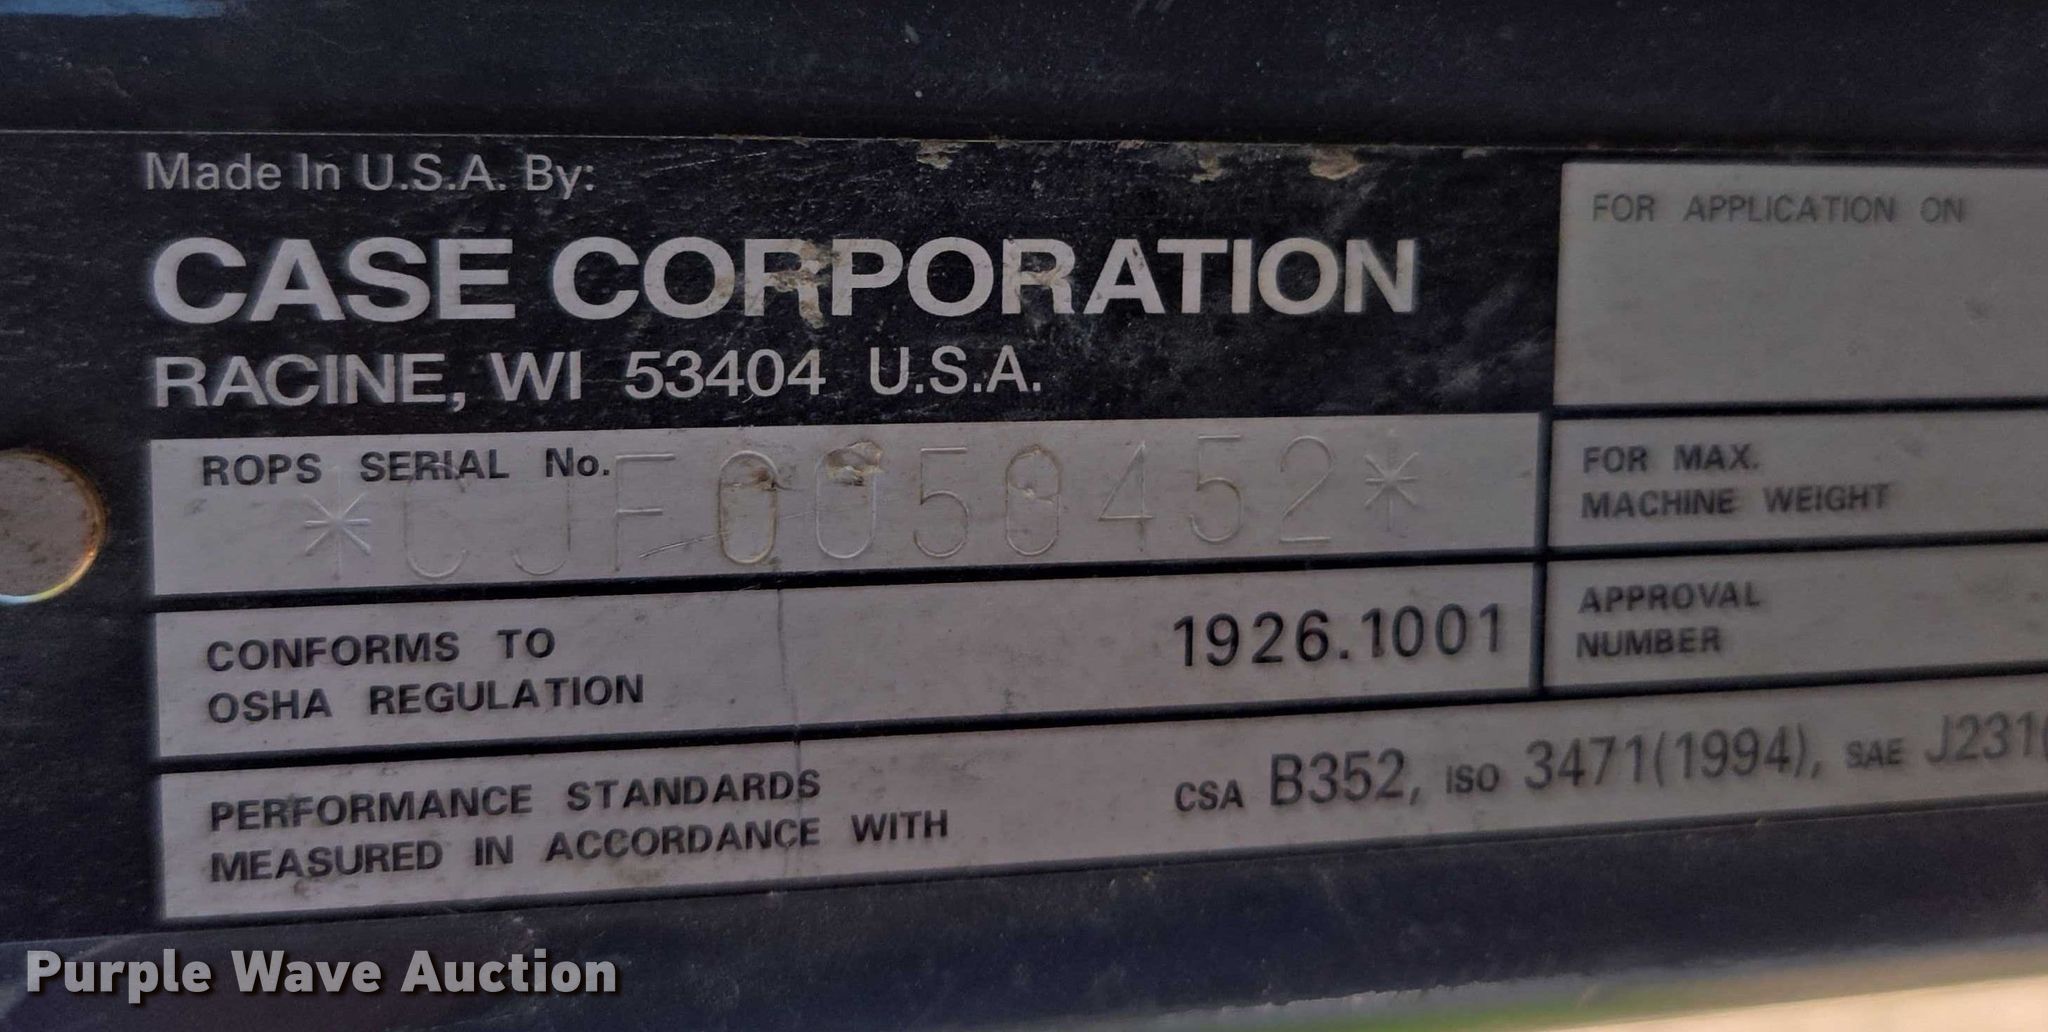 Made In U.S.A. By:
CASE CORPORATION
RACINE, WI 53404 U.S.A.
ROPS SERIAL No.
*CJF0050452*
CONFORMS TO
OSHA REGULATION
1926.1001
PERFORMANCE STANDARDS
MEASURED IN ACCORDANCE WITH
CSA B352, ISO 3471(1994), SAE J231(
FOR APPLICATION ON
FOR MAX.
MACHINE WEIGHT
APPROVAL
NUMBER
Purple Wave Auction